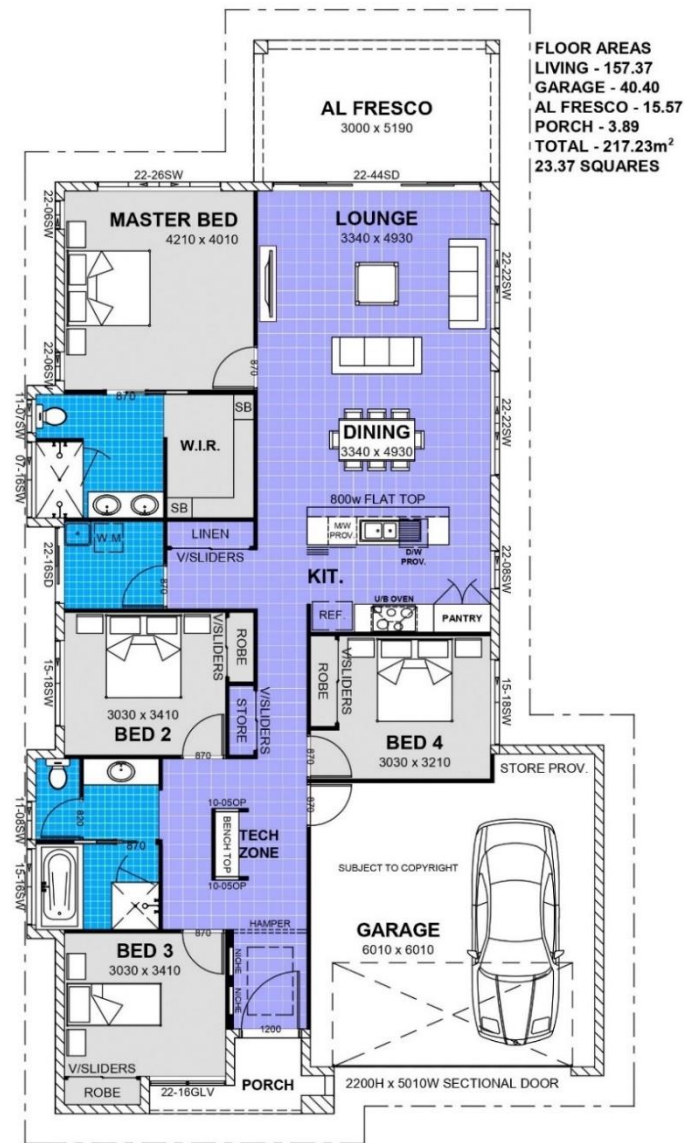 FLOOR AREAS
LIVING - 157.37
GARAGE - 40.40
AL FRESCO - 15.57
PORCH - 3.89
TOTAL - 217.23m²
23.37 SQUARES
AL FRESCO
3000 x 5190
22-26SW
22-44SD
22-06SW
MASTER BED
4210 x 4010
LOUNGE
3340 x 4930
22-22SW
22-06SW
870
870
11-07SW
SB
W.I.R.
DINING
3340 x 4930
22-22SW
07-16SW
SB
800w FLAT TOP
M/W
PROV.
D/W
PROV.
W.M
LINEN
V/SLIDERS
22-18SD
870
KIT.
22-08SW
REF.
U/B OVEN
PANTRY
V/SLIDERS
ROBE
15-18SW
3030 x 3410
BED 2
STORE
V/SLIDERS
ROBE
V/SLIDERS
BED 4
3030 x 3210
15-18SW
870
870
870
STORE PROV.
11-08SW
820
870
10-05OP
BENCH TOP
TECH
ZONE
10-05OP
15-16SW
SUBJECT TO COPYRIGHT
GARAGE
6010 x 6010
870
HAMPER
BED 3
3030 x 3410
NICHE
NICHE
1200
V/SLIDERS
ROBE
22-16GLV
PORCH
2200H x 5010W SECTIONAL DOOR